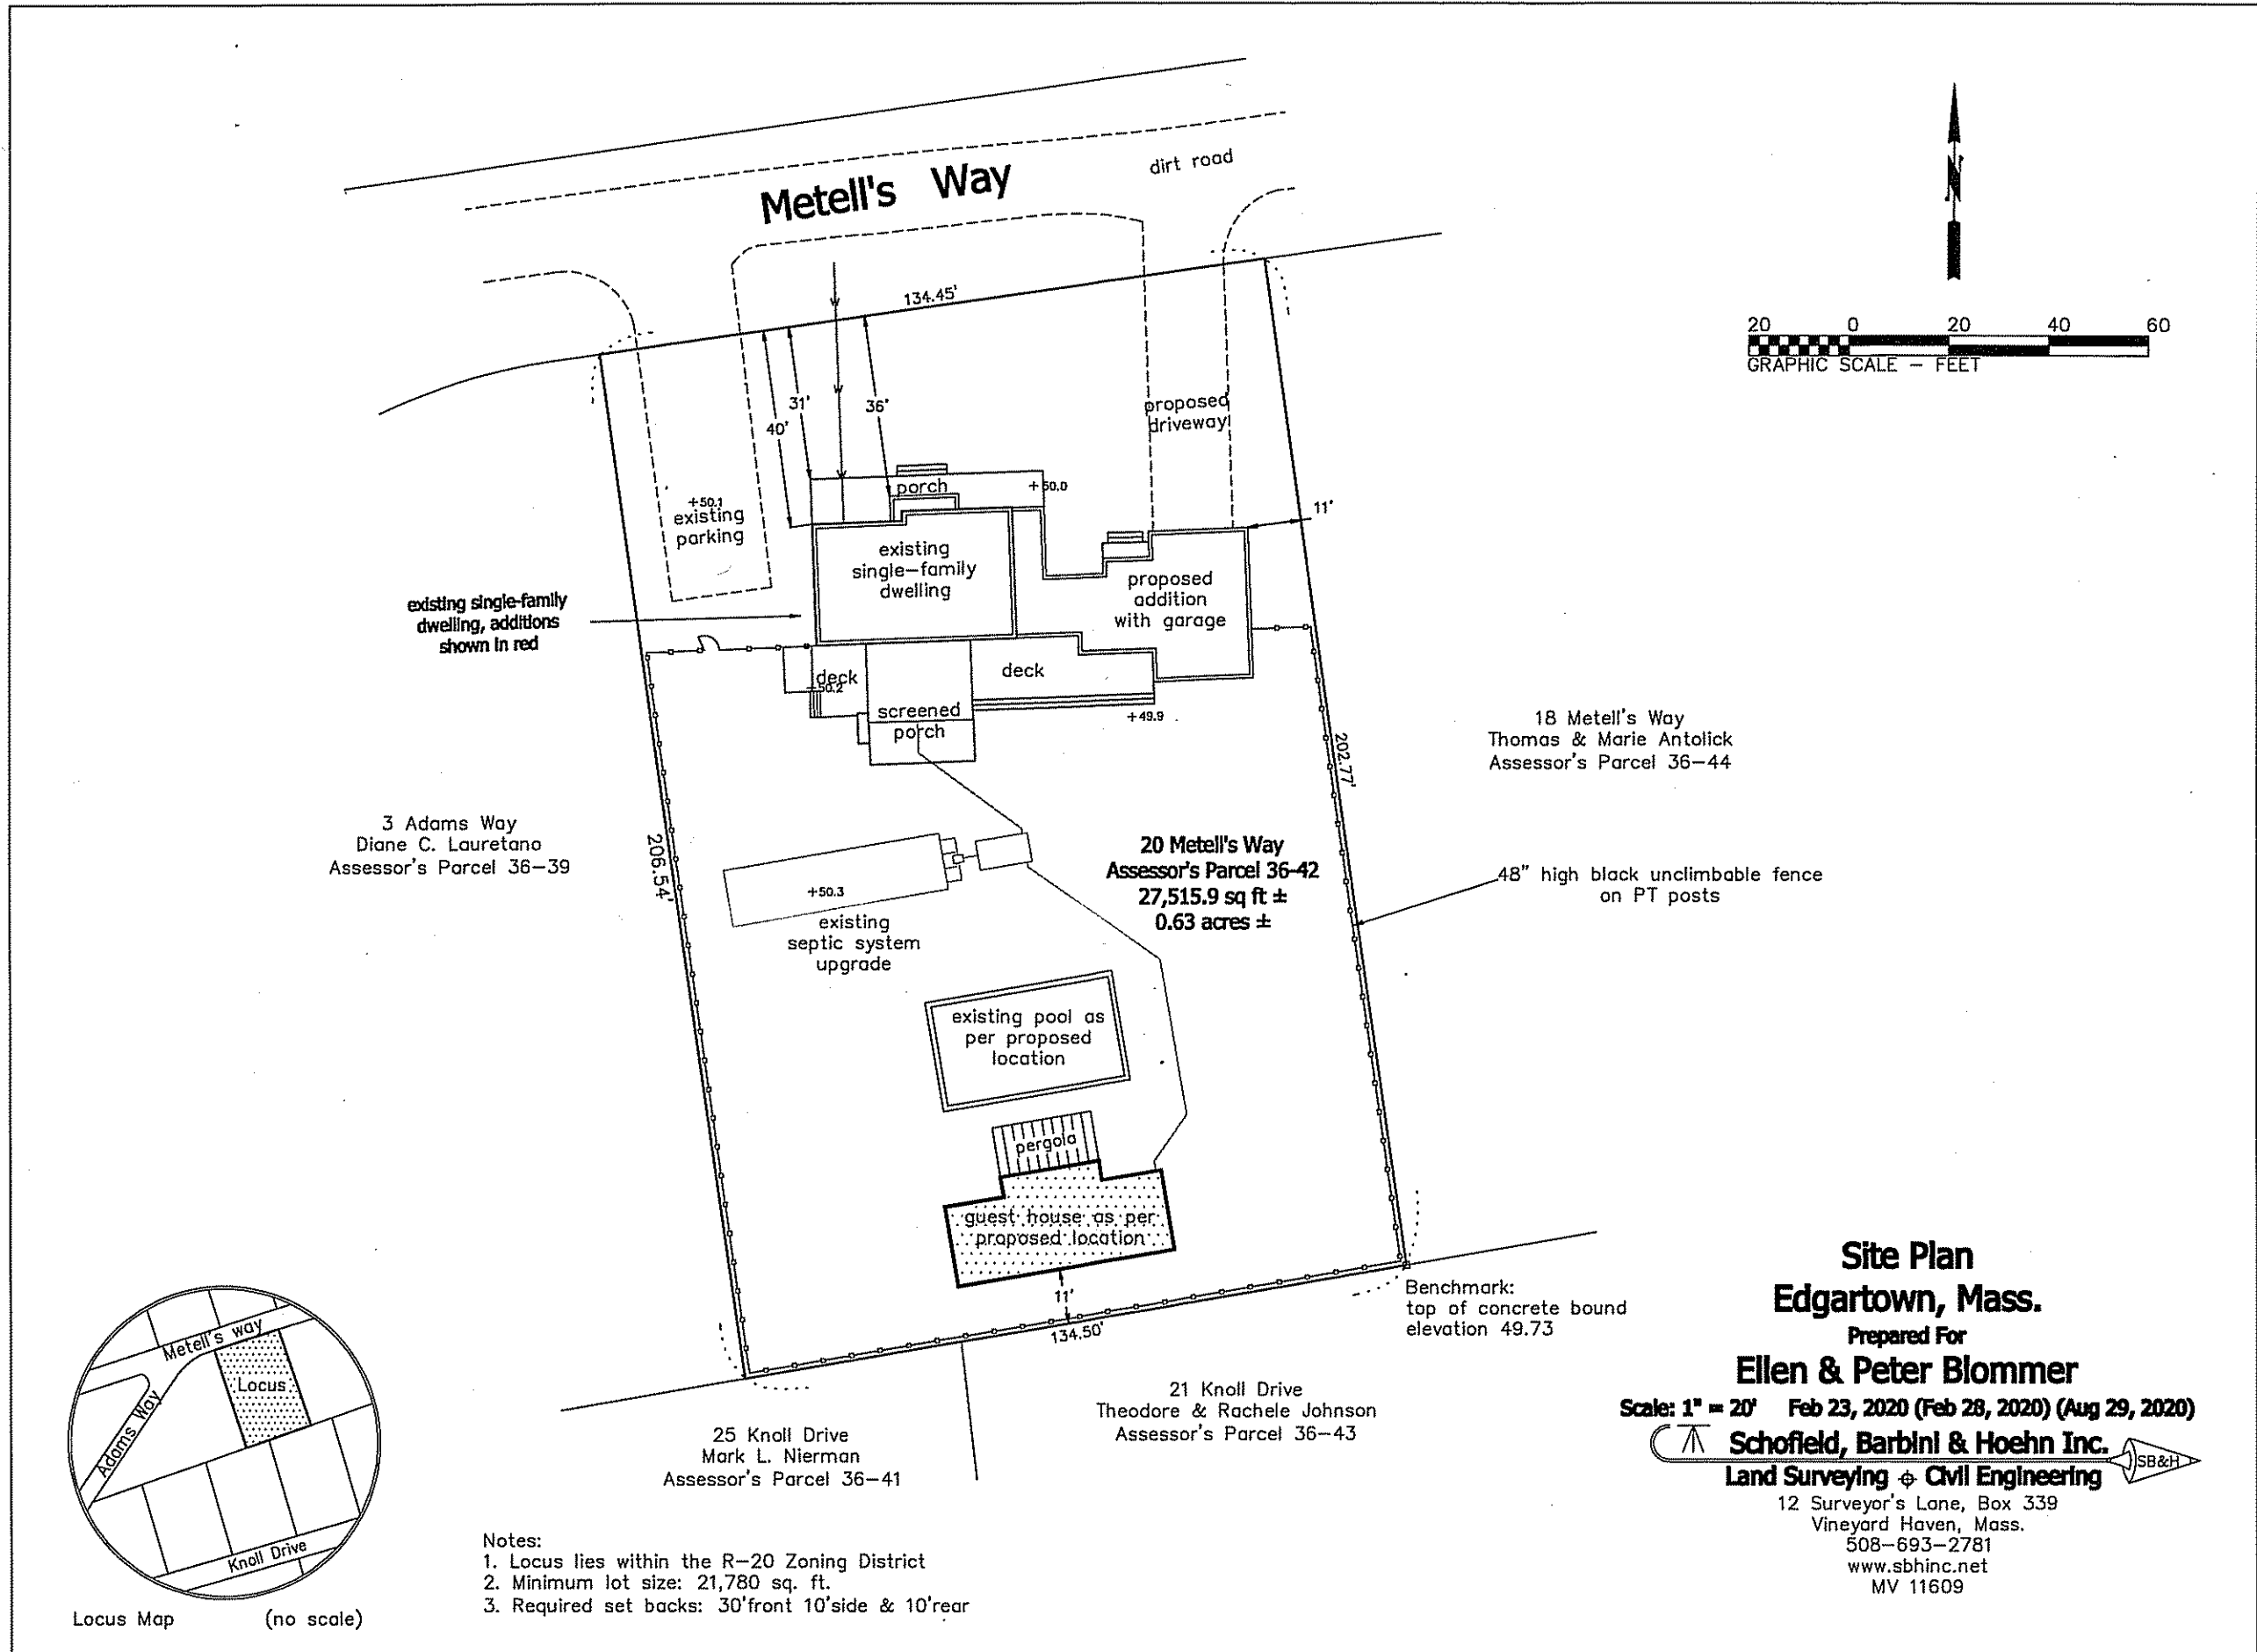 Metell's Way
dirt road
N
134.45'
20 0 20 40 60
GRAPHIC SCALE – FEET
31'
36'
40'
proposed
driveway
porch
+50.0
+50.1
existing
parking
11'
existing
single–family
dwelling
proposed
addition
with garage
existing single-family
dwelling, additions
shown in red
deck
+50.2
deck
screened
porch
+49.9
18 Metell's Way
Thomas & Marie Antolick
Assessor's Parcel 36–44
202.77'
3 Adams Way
Diane C. Lauretano
Assessor's Parcel 36–39
206.54'
20 Metell's Way
Assessor's Parcel 36-42
27,515.9 sq ft ±
0.63 acres ±
48" high black unclimbable fence
on PT posts
+50.3
existing
septic system
upgrade
existing pool as
per proposed
location
pergola
guest house as per
proposed location
11'
134.50'
Benchmark:
top of concrete bound
elevation 49.73
21 Knoll Drive
Theodore & Rachele Johnson
Assessor's Parcel 36–43
25 Knoll Drive
Mark L. Nierman
Assessor's Parcel 36–41
Metell's way
Locus
Adams Way
Knoll Drive
Locus Map (no scale)
Notes:
1. Locus lies within the R–20 Zoning District
2. Minimum lot size: 21,780 sq. ft.
3. Required set backs: 30'front 10'side & 10'rear
Site Plan
Edgartown, Mass.
Prepared For
Ellen & Peter Blommer
Scale: 1" = 20' Feb 23, 2020 (Feb 28, 2020) (Aug 29, 2020)
Schofield, Barbini & Hoehn Inc.
SB&H
Land Surveying Civil Engineering
12 Surveyor's Lane, Box 339
Vineyard Haven, Mass.
508–693–2781
www.sbhinc.net
MV 11609